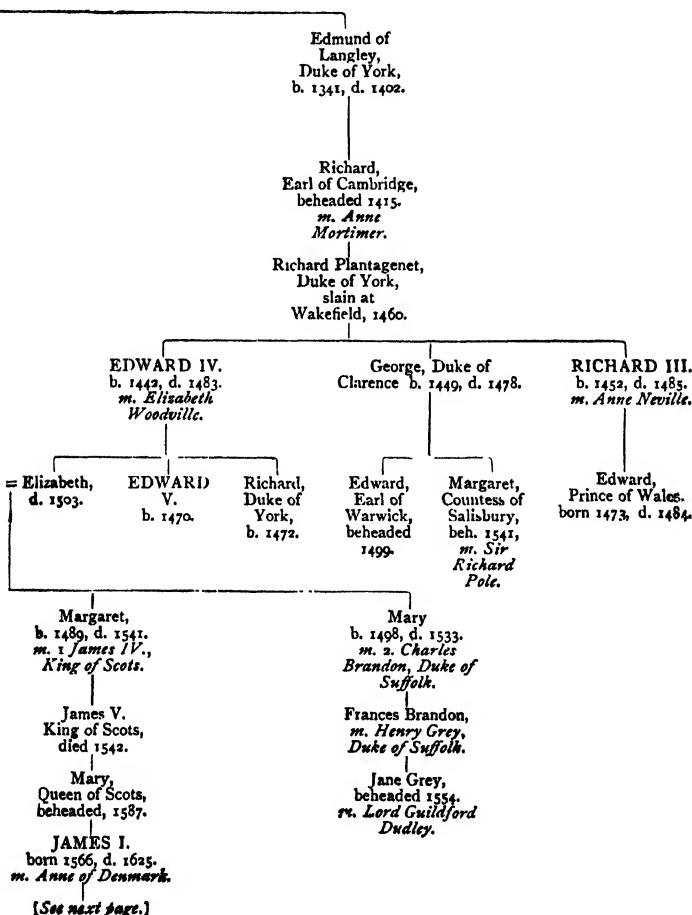 Edmund of
Langley,
Duke of York,
b. 1341, d. 1402.
Richard,
Earl of Cambridge,
beheaded 1415.
m. Anne
Mortimer.
Richard Plantagenet,
Duke of York,
slain at
Wakefield, 1460.
EDWARD IV.
b. 1442, d. 1483.
m. Elizabeth
Woodville.
George, Duke of
Clarence b. 1449, d. 1478.
RICHARD III.
b. 1452, d. 1485.
m. Anne Neville.
= Elizabeth,
d. 1503.
EDWARD
V.
b. 1470.
Richard,
Duke of
York,
b. 1472.
Edward,
Earl of
Warwick,
beheaded
1499.
Margaret,
Countess of
Salisbury,
beh. 1541,
m. Sir
Richard
Pole.
Edward,
Prince of Wales.
born 1473, d. 1484.
Margaret,
b. 1489, d. 1541.
m. 1 James IV.,
King of Scots.
Mary
b. 1498, d. 1533.
m. 2. Charles
Brandon, Duke of
Suffolk.
James V.
King of Scots,
died 1542.
Frances Brandon,
m. Henry Grey,
Duke of Suffolk.
Mary,
Queen of Scots,
beheaded, 1587.
Jane Grey,
beheaded 1554.
m. Lord Guildford
Dudley.
JAMES I.
born 1566, d. 1625.
m. Anne of Denmark.
[See next page.]